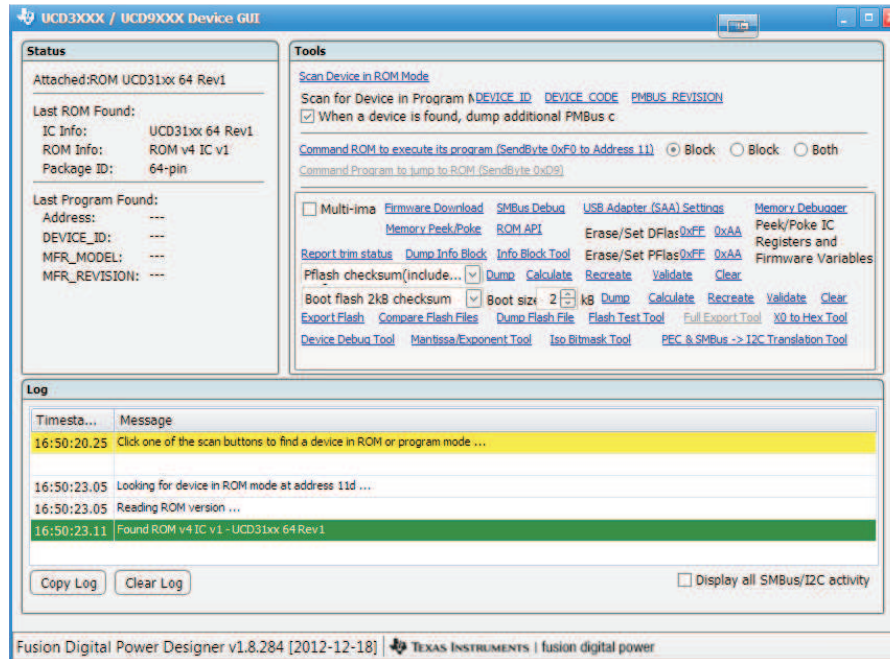 UCD3XXX / UCD9XXX Device GUI
Status
Attached:ROM UCD31xx 64 Rev1
Last ROM Found:
IC Info: UCD31xx 64 Rev1
ROM Info: ROM v4 IC v1
Package ID: 64-pin
Last Program Found:
Address: ---
DEVICE_ID: ---
MFR_MODEL: ---
MFR_REVISION: ---
Tools
Scan Device in ROM Mode
Scan for Device in Program M DEVICE_ID DEVICE_CODE PMBUS_REVISION
When a device is found, dump additional PMBus c
Command ROM to execute its program (SendByte 0xF0 to Address 11) Block Block Both
Command Program to jump to ROM (SendByte 0xD9)
Multi-ima Firmware Download SMBus Debug USB Adapter (SAA) Settings Memory Debugger
Memory Peek/Poke ROM API Erase/Set DFlas 0xFF 0xAA Peek/Poke IC
Registers and
Report trim status Dump Info Block Info Block Tool Erase/Set PFlas 0xFF 0xAA Firmware Variables
Pflash checksum(include... Dump Calculate Recreate Validate Clear
Boot flash 2kB checksum Boot size 2 kB Dump Calculate Recreate Validate Clear
Export Flash Compare Flash Files Dump Flash File Flash Test Tool Full Export Tool X0 to Hex Tool
Device Debug Tool Mantissa/Exponent Tool Iso Bitmask Tool PEC & SMBus -> I2C Translation Tool
Log
Timesta... Message
16:50:20.25 Click one of the scan buttons to find a device in ROM or program mode ...
16:50:23.05 Looking for device in ROM mode at address 11d ...
16:50:23.05 Reading ROM version ...
16:50:23.11 Found ROM v4 IC v1 - UCD31xx 64 Rev1
Copy Log Clear Log Display all SMBus/I2C activity
Fusion Digital Power Designer v1.8.284 [2012-12-18] TEXAS INSTRUMENTS | fusion digital power